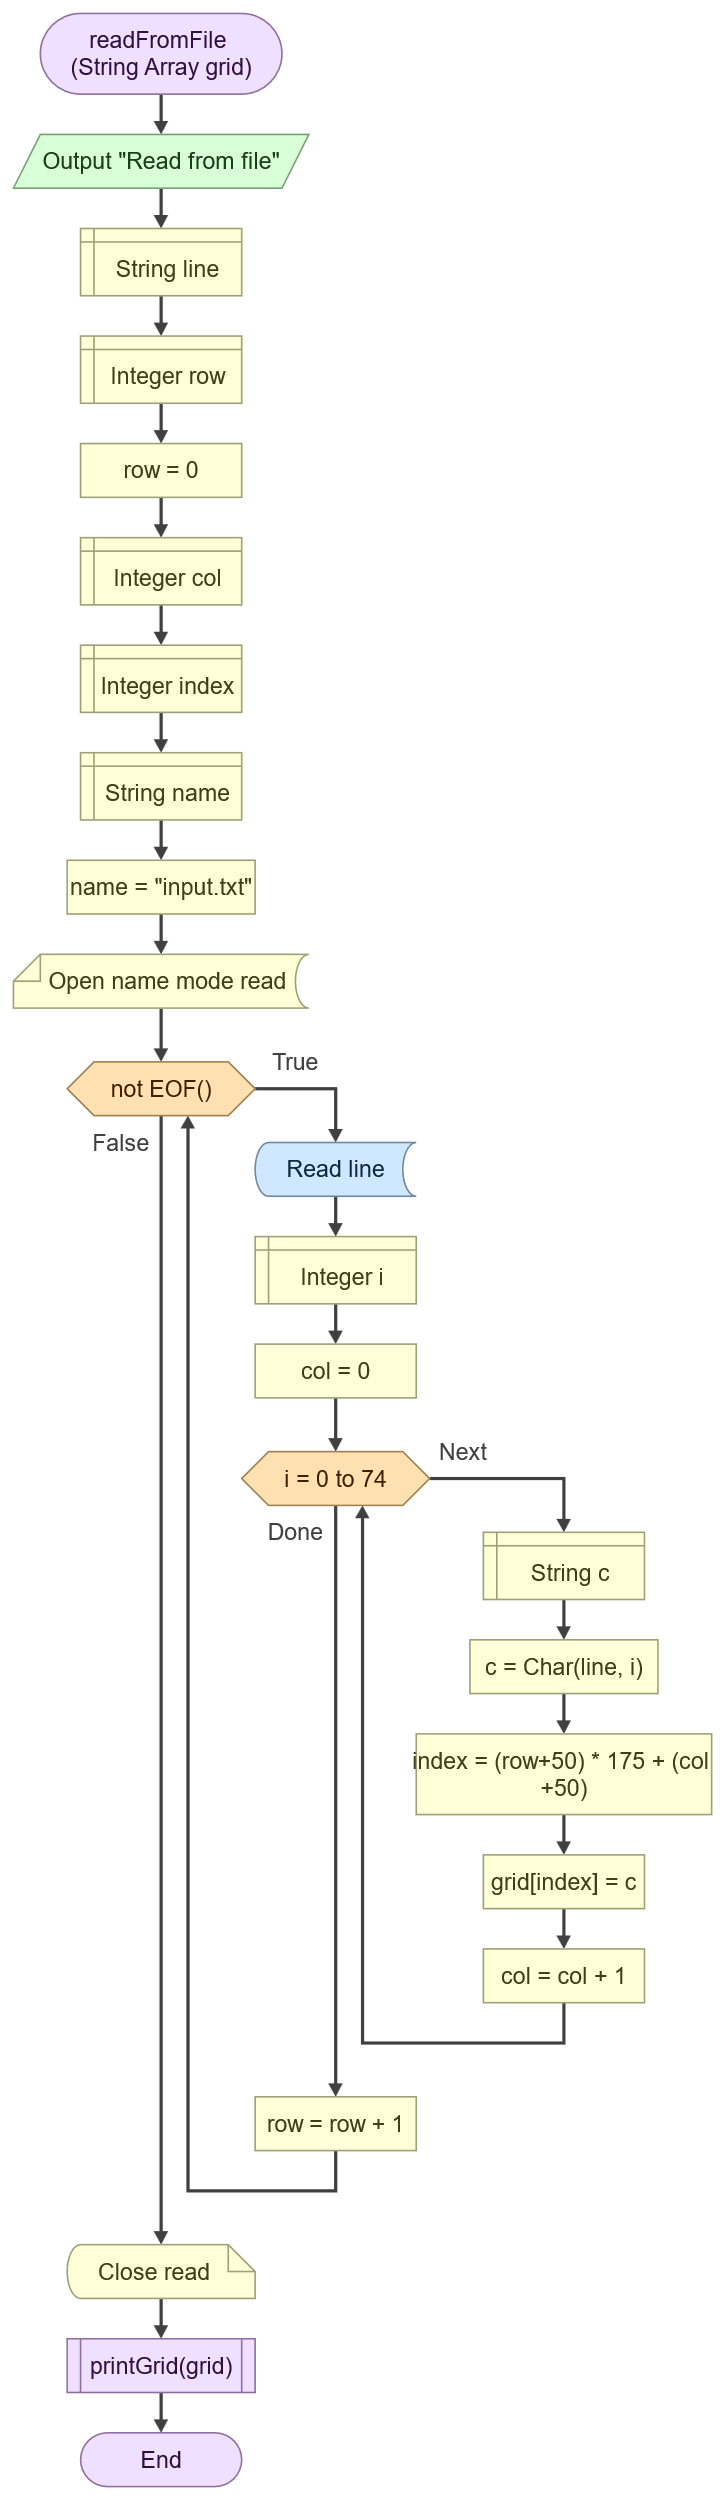 readFromFile
(String Array grid)
Output "Read from file"
String line
Integer row
row = 0
Integer col
Integer index
String name
name = "input.txt"
Open name mode read
not EOF()
True
False
Read line
Integer i
col = 0
i = 0 to 74
Next
Done
String c
c = Char(line, i)
index = (row+50) * 175 + (col
+50)
grid[index] = c
col = col + 1
row = row + 1
Close read
printGrid(grid)
End